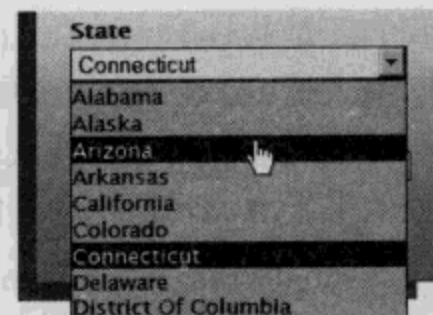 State
Connecticut
Alabama
Alaska
Arizona
Arkansas
California
Colorado
Connecticut
Delaware
District Of Columbia